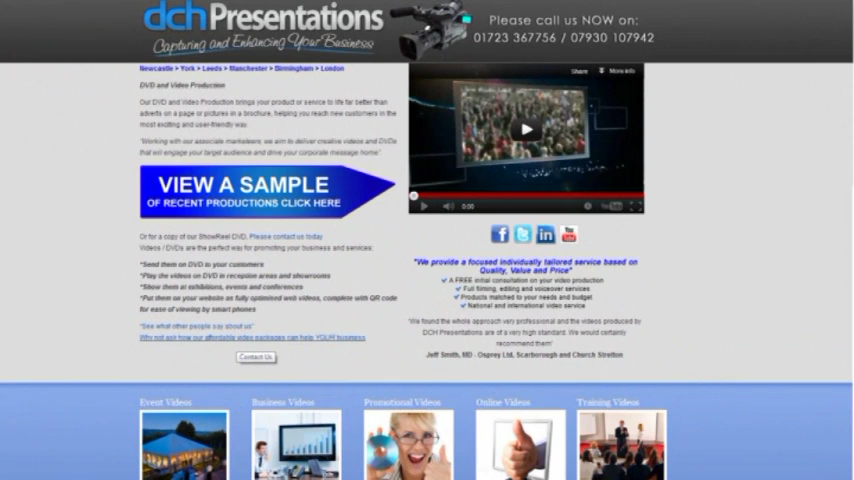 dchPresentations
Capturing and Enhancing Your Business
Please call us NOW on:
01723 367756 / 07930 107942
Newcastle > York > Leeds > Manchester > Birmingham > London
DVD and Video Production
Our DVD and Video Production brings your product or service to life far better than
adverts on a page or pictures in a brochure, helping you reach new customers in the
most exciting and user-friendly way.
"Working with our associate marketeers, we aim to deliver creative videos and DVDs
that will engage your target audience and drive your corporate message home".
VIEW A SAMPLE
OF RECENT PRODUCTIONS CLICK HERE
Or for a copy of our ShowReel DVD, Please contact us today
Videos / DVDs are the perfect way for promoting your business and services:
*Send them on DVD to your customers
*Play the videos on DVD in reception areas and showrooms
*Show them at exhibitions, events and conferences
*Put them on your website as fully optimised web videos, complete with QR code
for ease of viewing by smart phones
"See what other people say about us"
Why not ask how our affordable video packages can help YOUR business
Contact Us
Share More info
0:00
YouTube
f t in You Tube
"We provide a focused individually tailored service based on
Quality, Value and Price"
A FREE initial consultation on your video production
Full filming, editing and voiceover services
Products matched to your needs and budget
National and international video service
"We found the whole approach very professional and the videos produced by
DCH Presentations are of a very high standard. We would certainly
recommend them"
Jeff Smith, MD - Osprey Ltd, Scarborough and Church Stretton
Event Videos
Business Videos
Promotional Videos
Online Videos
Training Videos